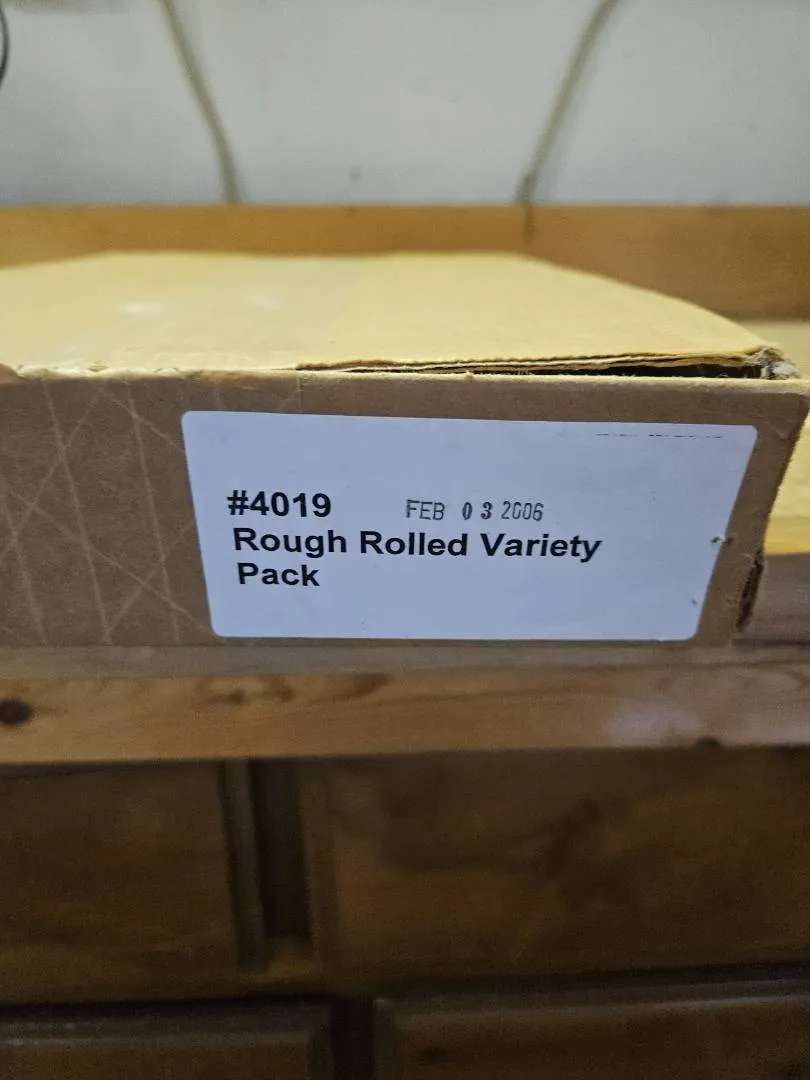 #4019 FEB 03 2006
Rough Rolled Variety
Pack